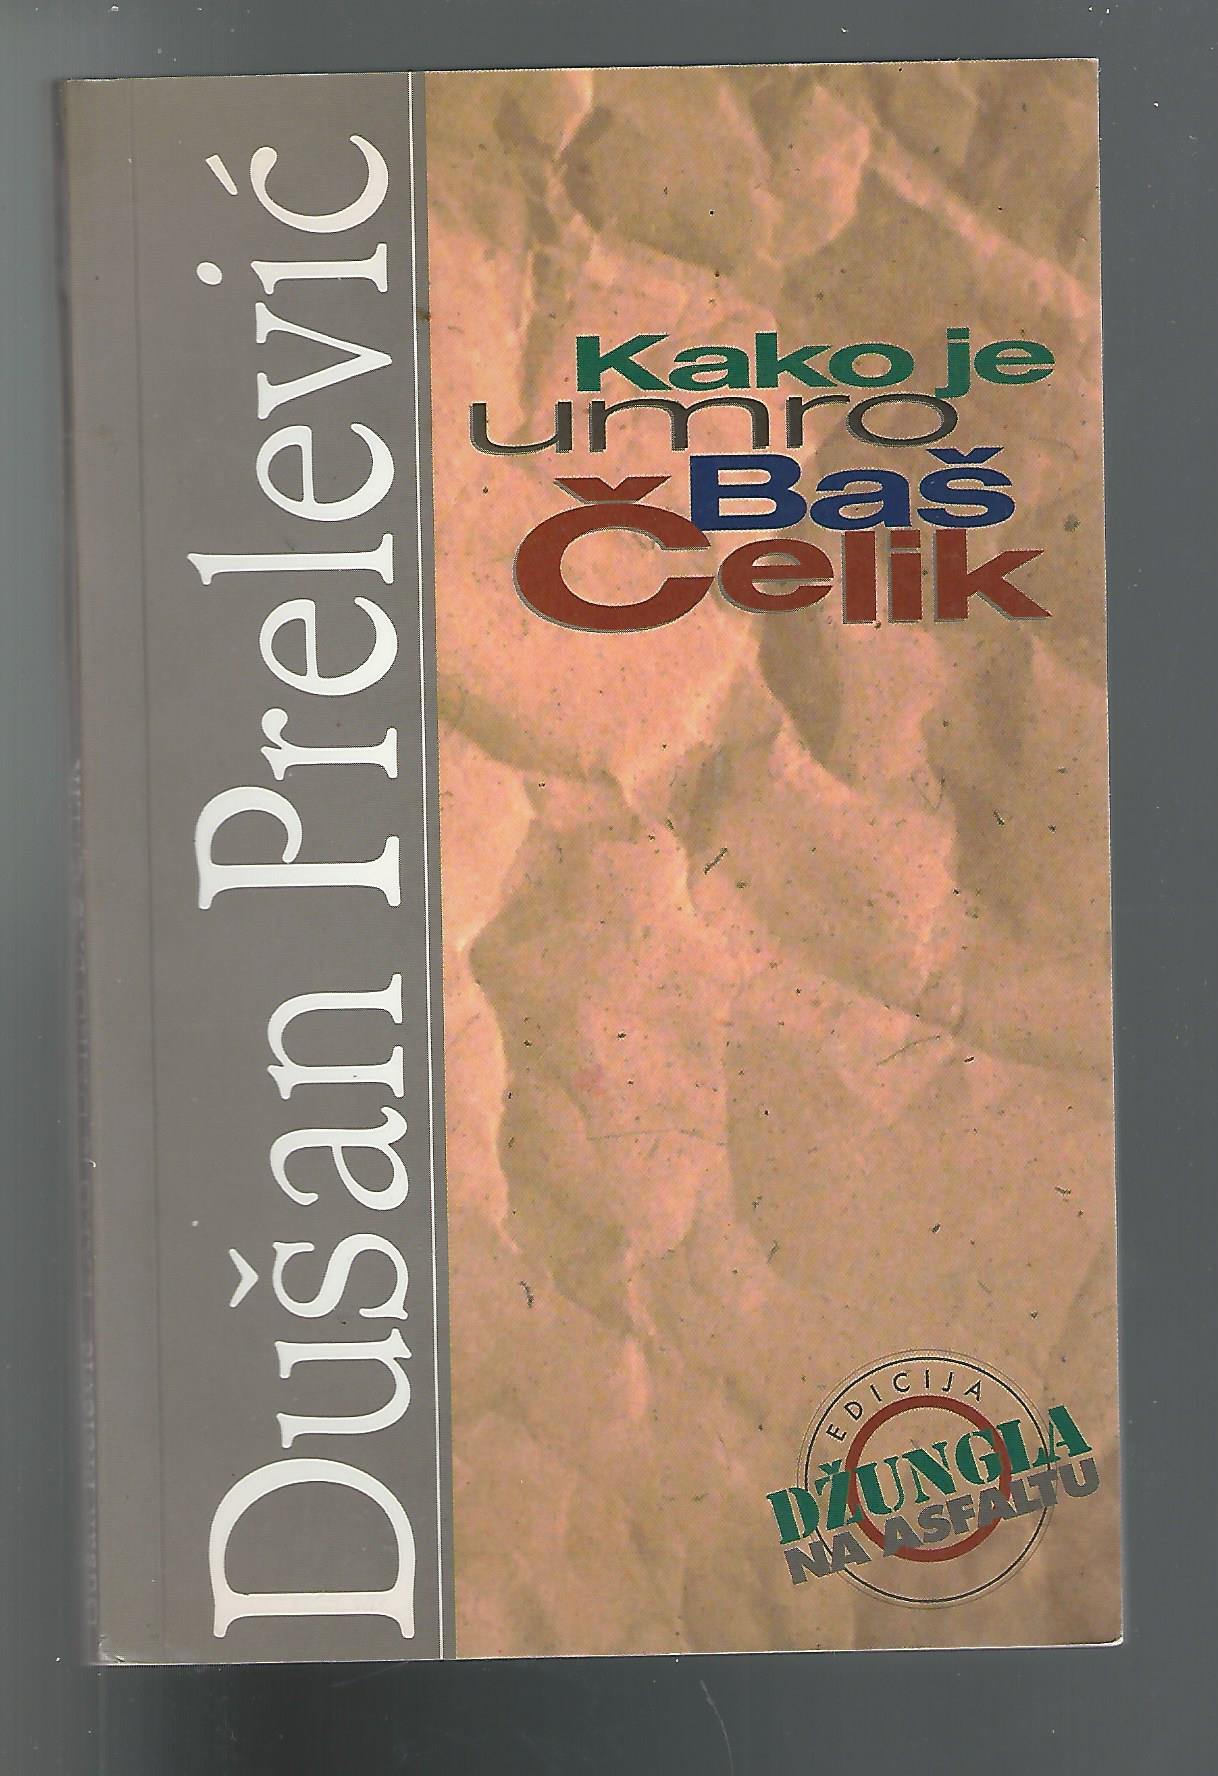 Dušan Prelević
Kako je
umro
Baš
Čelik
EDICIJA
DŽUNGLA
NA ASFALTU